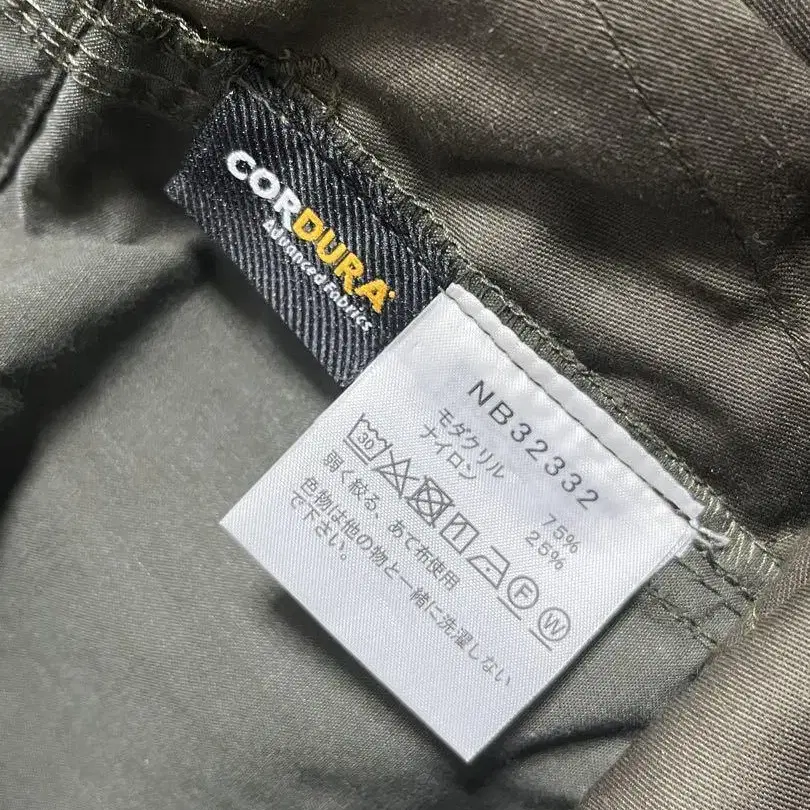 CORDURA
Advanced Fabrics
NB32332
モダクリル 75%
ナイロン 25%
30 F W
弱く絞る、あて布使用
色物は他の物と一緒に洗濯しない
で下さい。